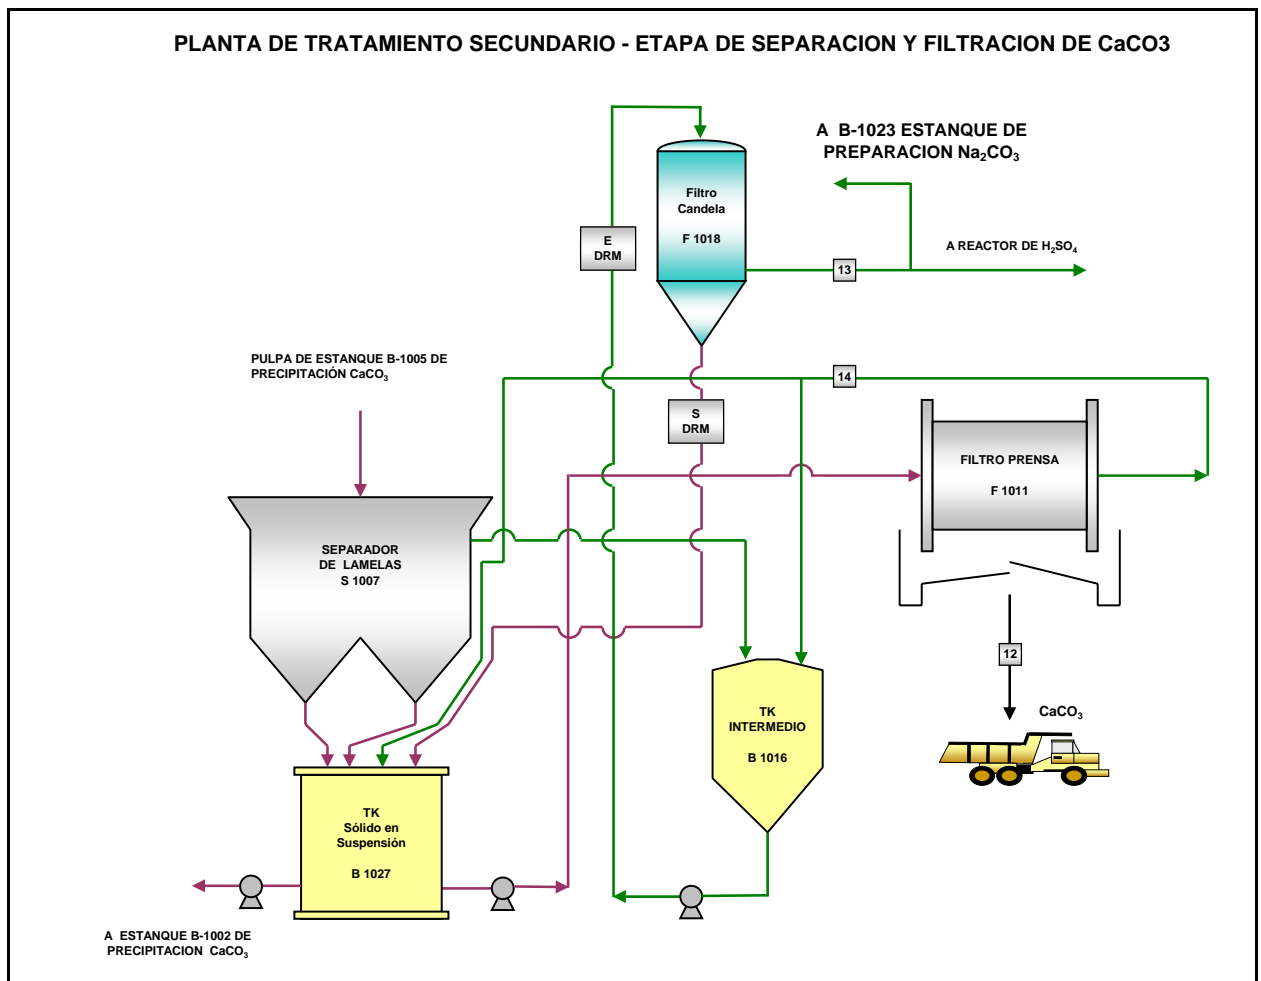 PLANTA DE TRATAMIENTO SECUNDARIO - ETAPA DE SEPARACION Y FILTRACION DE CaCO3
A B-1023 ESTANQUE DE
PREPARACION Na₂CO₃
Filtro
Candela
F 1018
E
DRM
A REACTOR DE H₂SO₄
13
PULPA DE ESTANQUE B-1005 DE
PRECIPITACIÓN CaCO₃
14
S
DRM
FILTRO PRENSA
F 1011
SEPARADOR
DE LAMELAS
S 1007
12
CaCO₃
TK
INTERMEDIO
B 1016
TK
Sólido en
Suspensión
B 1027
A ESTANQUE B-1002 DE
PRECIPITACION CaCO₃